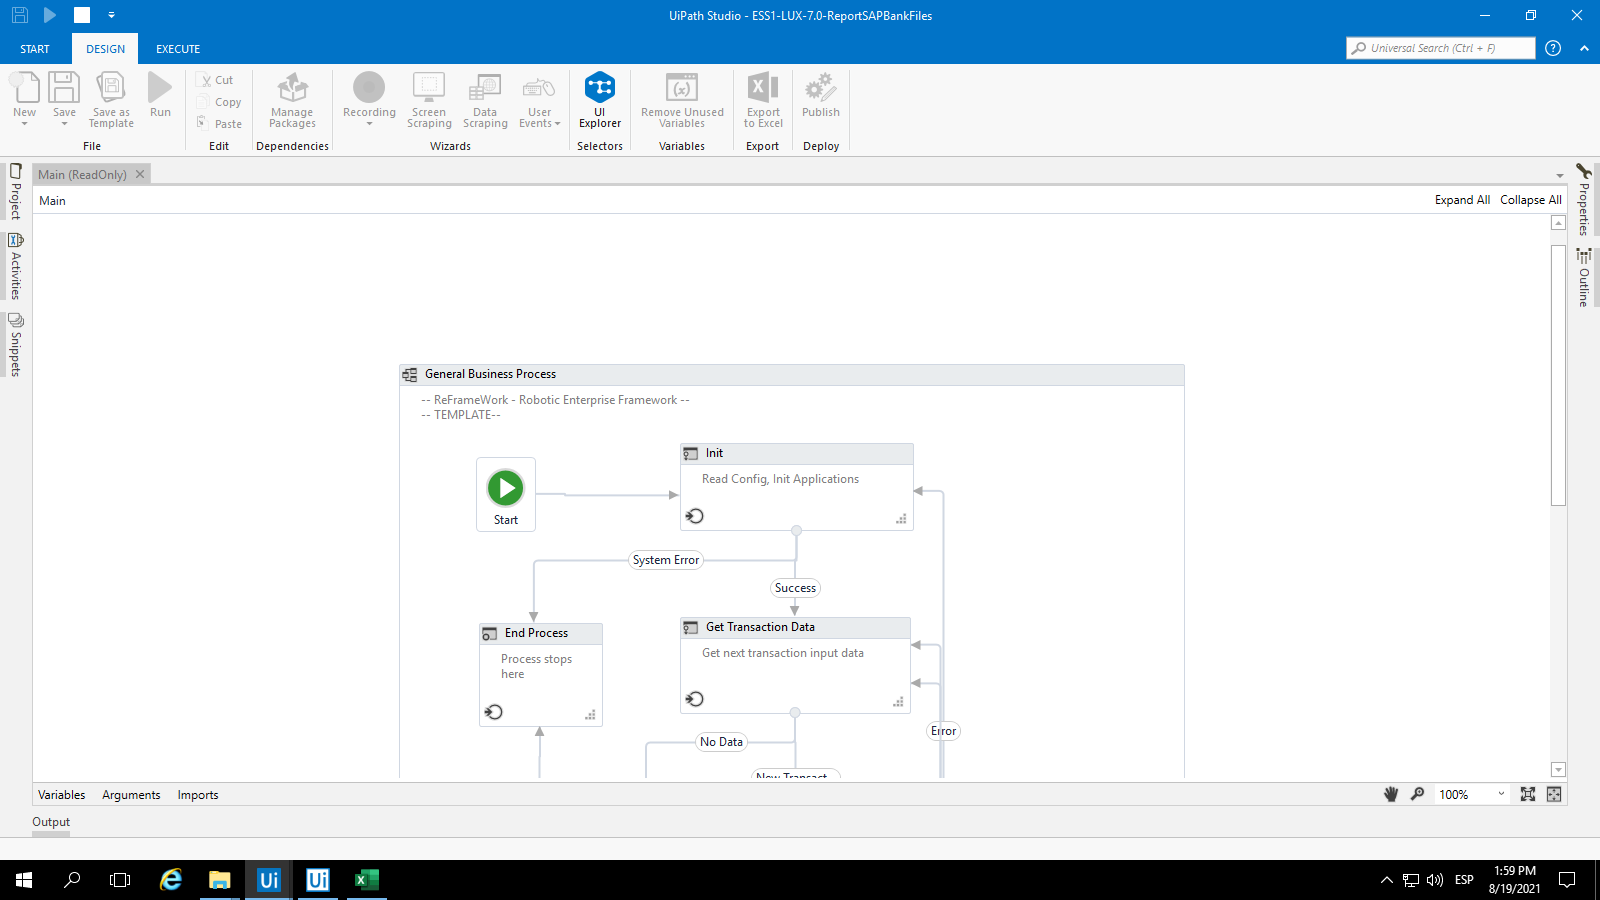 UiPath Studio - ESS1-LUX-7.0-ReportSAPBankFiles
START
DESIGN
EXECUTE
Universal Search (Ctrl + F)
New
Save
Save as
Template
Run
File
Cut
Copy
Paste
Edit
Manage
Packages
Dependencies
Recording
Screen
Scraping
Data
Scraping
User
Events
Wizards
UI
Explorer
Selectors
Remove Unused
Variables
Variables
Export
to Excel
Export
Publish
Deploy
Project
Activities
Snippets
Main (ReadOnly)
Main
Expand All
Collapse All
Properties
Outline
General Business Process
-- ReFrameWork - Robotic Enterprise Framework --
-- TEMPLATE--
Start
Init
Read Config, Init Applications
System Error
Success
End Process
Process stops
here
Get Transaction Data
Get next transaction input data
No Data
Error
New Transact...
Variables
Arguments
Imports
100%
Output
Ui
Ui
ESP
1:59 PM
8/19/2021